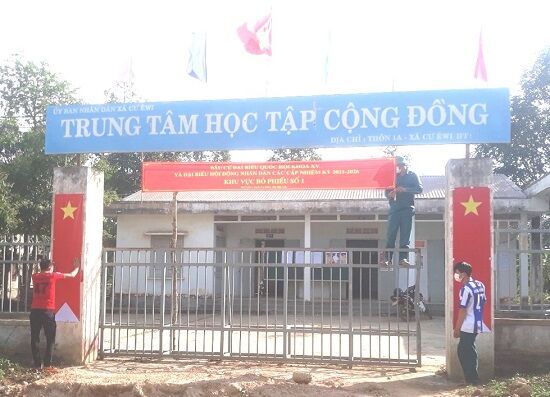 ỦY BAN NHÂN DÂN XÃ CƯ ÊWI
TRUNG TÂM HỌC TẬP CỘNG ĐỒNG
ĐỊA CHỈ : THÔN 1A - XÃ CƯ ÊWI
BẦU CỬ ĐẠI BIỂU QUỐC HỘI KHOÁ XV
VÀ ĐẠI BIỂU HỘI ĐỒNG NHÂN DÂN CÁC CẤP NHIỆM KỲ 2021-2026
KHU VỰC BỎ PHIẾU SỐ 1